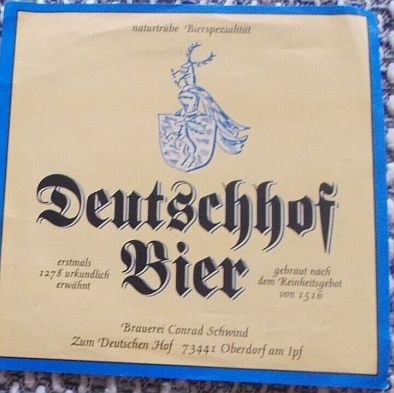 naturtrübe Bierspezialität
Deutschhof
Bier
erstmals
1278 urkundlich
erwähnt
gebraut nach
dem Reinheitsgebot
von 1516
Brauerei Conrad Schwind
Zum Deutschen Hof 73441 Oberdorf am Ipf